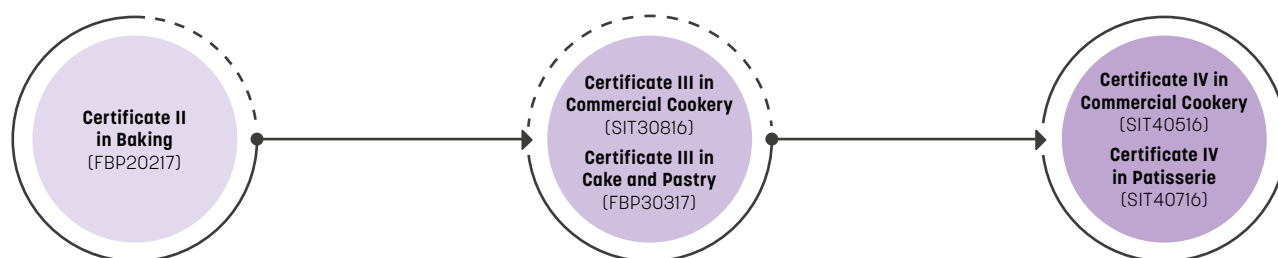 Certificate II
in Baking
(FBP20217)
Certificate III in
Commercial Cookery
(SIT30816)
Certificate III in
Cake and Pastry
(FBP30317)
Certificate IV in
Commercial Cookery
(SIT40516)
Certificate IV
in Patisserie
(SIT40716)